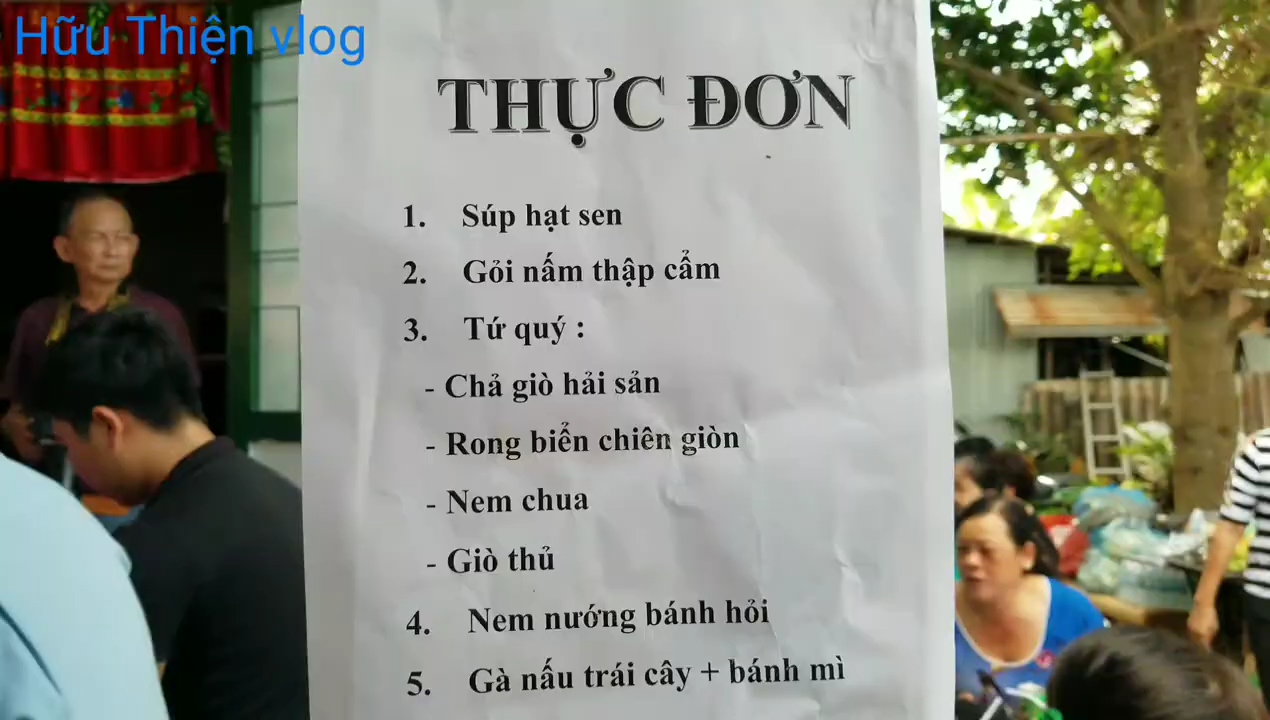 Hữu Thiện vlog
THỰC ĐƠN
1. Súp hạt sen
2. Gỏi nấm thập cẩm
3. Tứ quý :
- Chả giò hải sản
- Rong biển chiên giòn
- Nem chua
- Giò thủ
4. Nem nướng bánh hỏi
5. Gà nấu trái cây + bánh mì